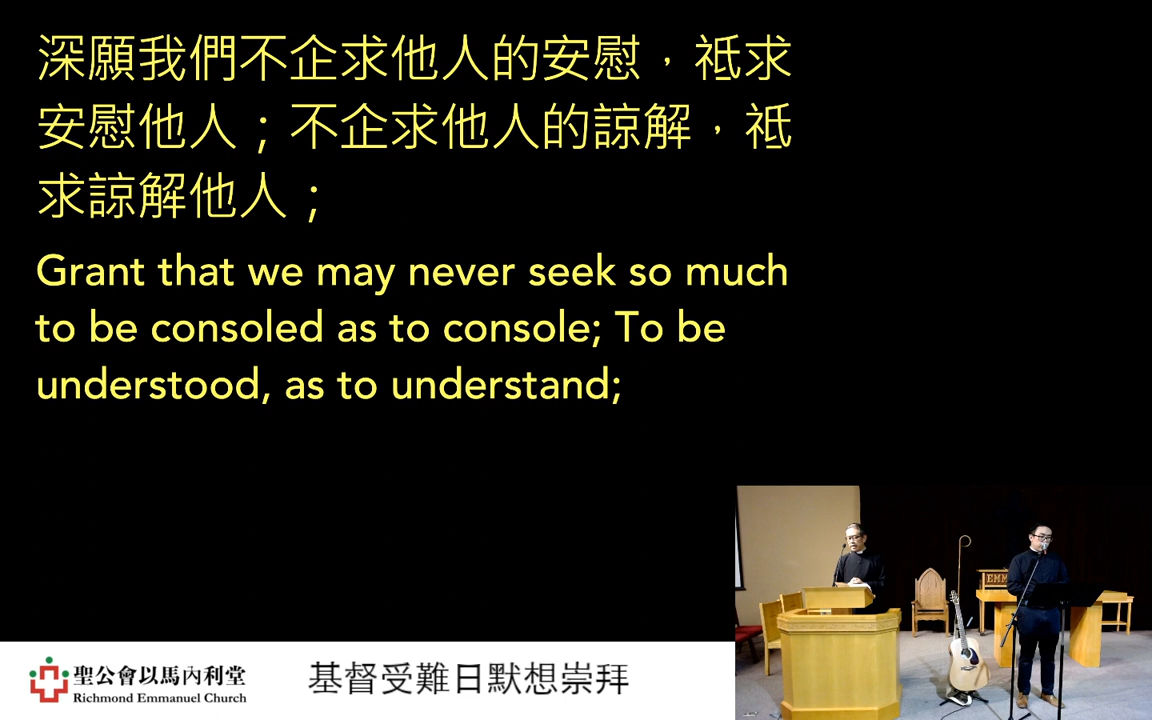 深願我們不企求他人的安慰，祗求
安慰他人；不企求他人的諒解，祗
求諒解他人；
Grant that we may never seek so much
to be consoled as to console; To be
understood, as to understand;
聖公會以馬內利堂
Richmond Emmanuel Church
基督受難日默想崇拜
EMM